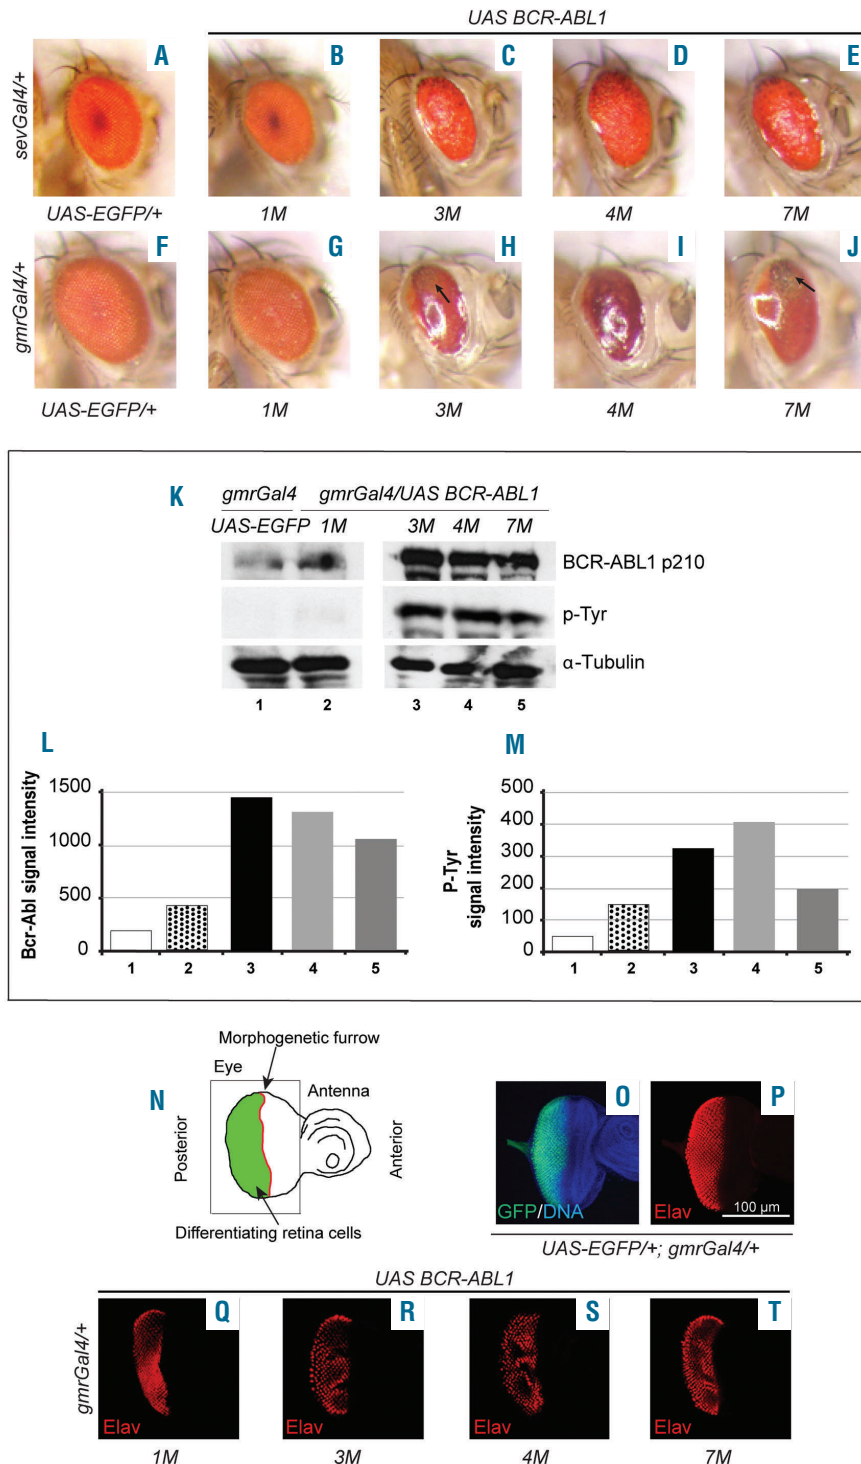 UAS BCR-ABL1
A B C D E
sevGal4/+
UAS-EGFP/+ 1M 3M 4M 7M
F G H I J
gmrGal4/+
UAS-EGFP/+ 1M 3M 4M 7M
K
gmrGal4 gmrGal4/UAS BCR-ABL1
UAS-EGFP 1M 3M 4M 7M
BCR-ABL1 p210
p-Tyr
α-Tubulin
1 2 3 4 5
L
Bcr-Abl signal intensity
1500
1000
500
0
1 2 3 4 5
M
P-Tyr
signal intensity
500
400
300
200
100
0
1 2 3 4 5
N
Morphogenetic furrow
Eye
Antenna
Posterior
Anterior
Differentiating retina cells
O P
GFP/DNA
Elav
100 µm
UAS-EGFP/+; gmrGal4/+
UAS BCR-ABL1
Q R S T
gmrGal4/+
Elav Elav Elav Elav
1M 3M 4M 7M